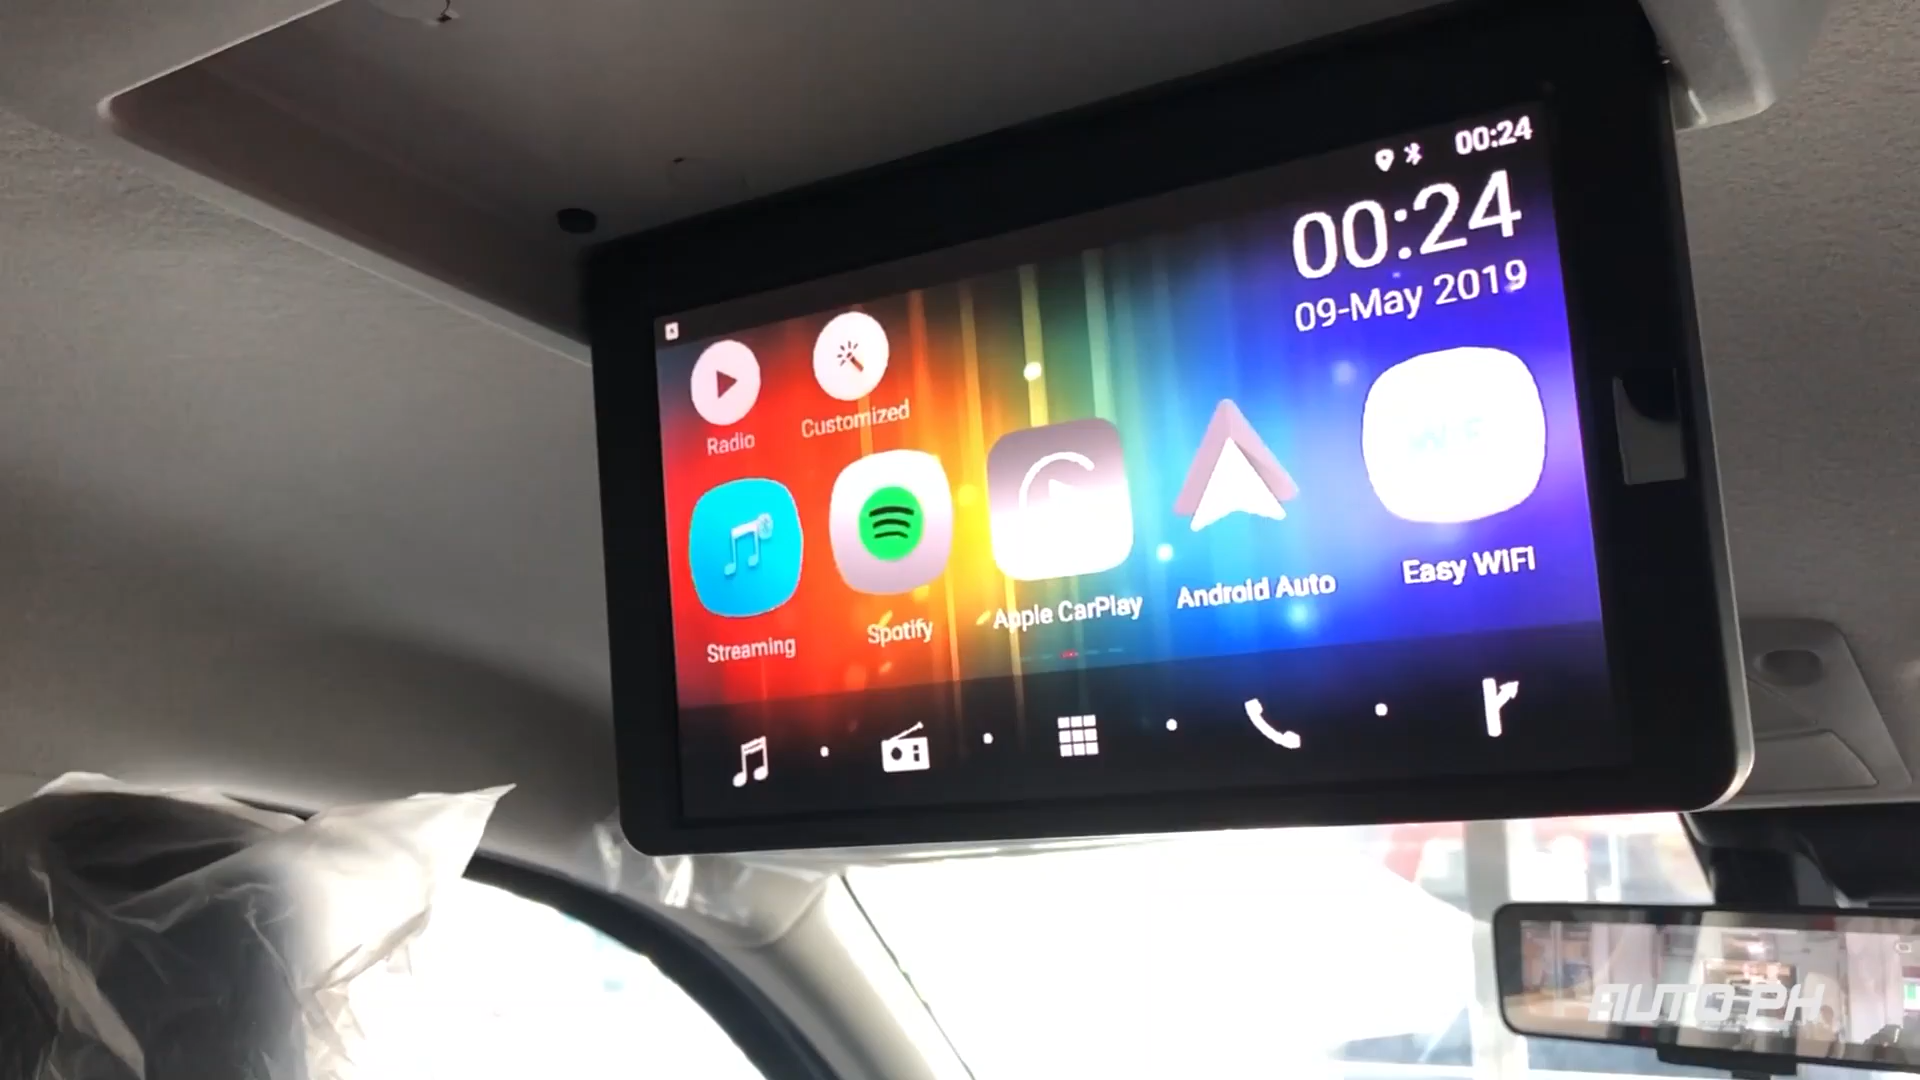 00:24
00:24
09-May 2019
Radio
Customized
Streaming
Spotify
Apple CarPlay
Android Auto
Easy WIFI
AUTO PH